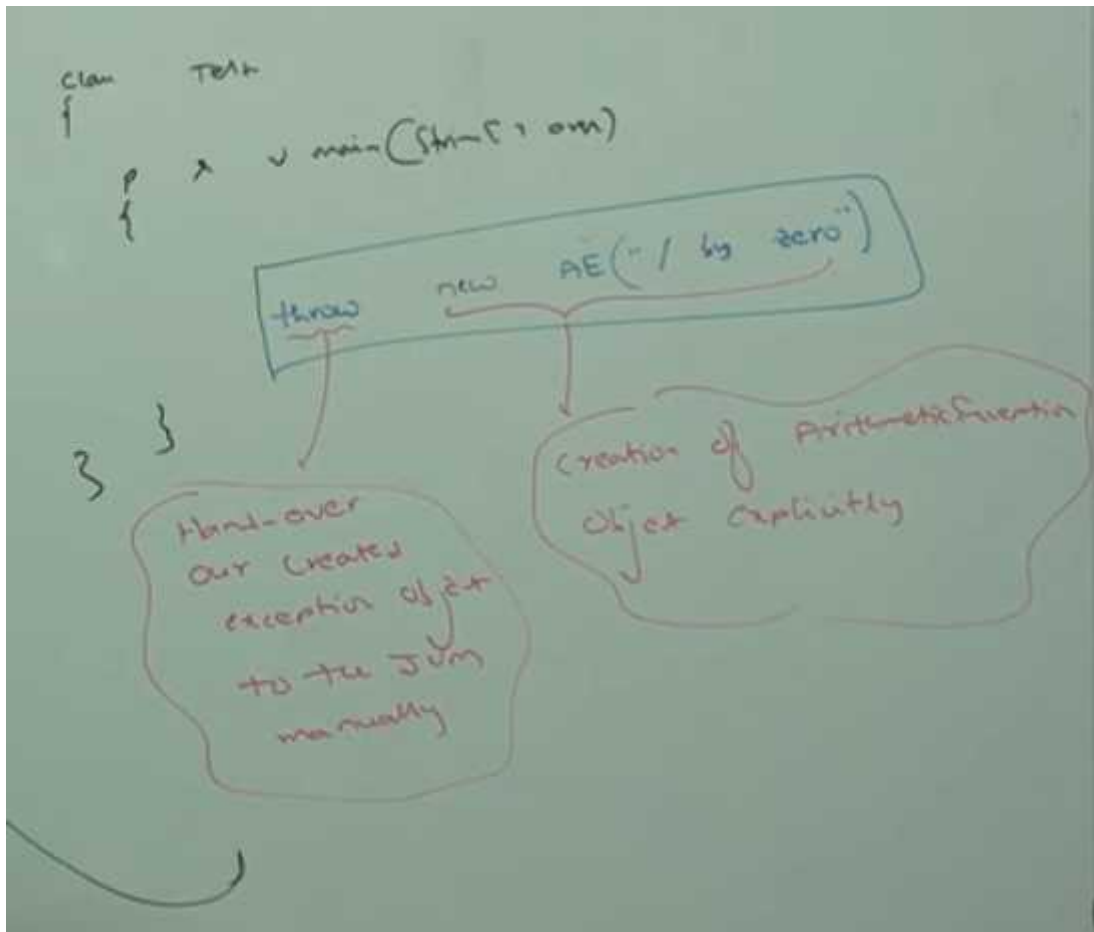 class Test
{
p s v main(String[] args)
{
throw new AE("/ by zero")
}
}
Hand-over
our created
exception object
to the JVM
manually
creation of ArithmeticException
object explicitly